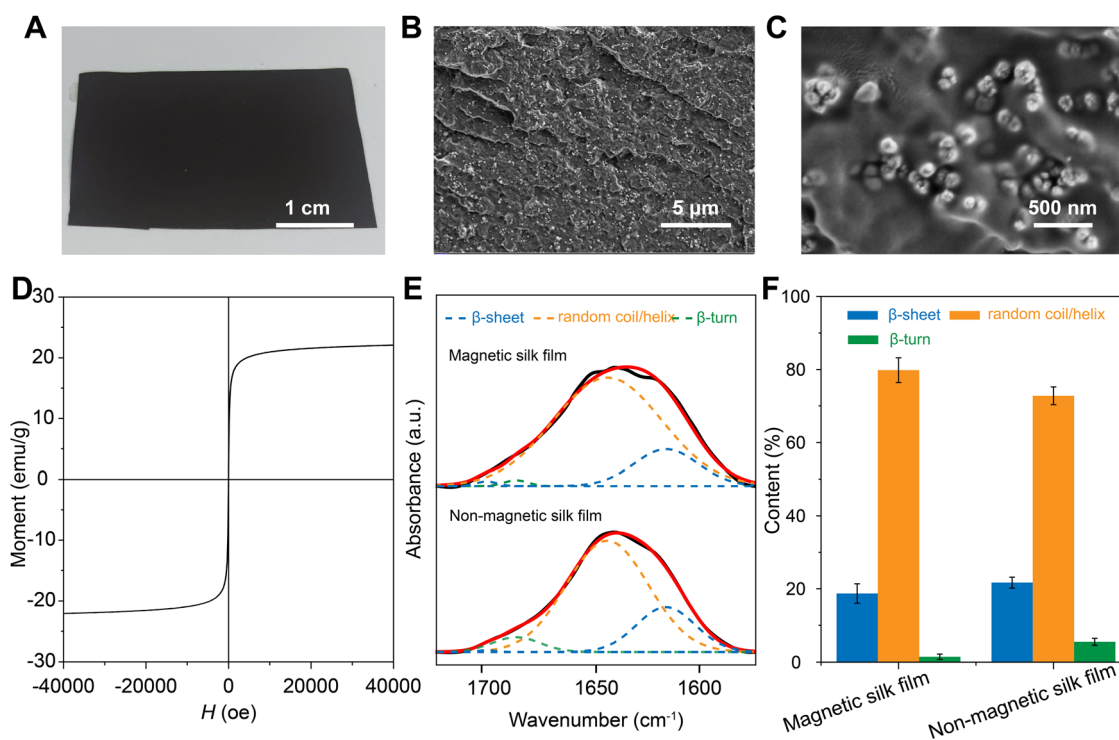 A
B
C
1 cm
5 μm
500 nm
D
30
20
10
0
-10
-20
-30
-40000
-20000
0
20000
40000
Moment (emu/g)
H (oe)
E
β-sheet
random coil/helix
β-turn
Magnetic silk film
Non-magnetic silk film
Absorbance (a.u.)
1700
1650
1600
Wavenumber (cm⁻¹)
F
100
80
60
40
20
0
Content (%)
β-sheet
random coil/helix
β-turn
Magnetic silk film
Non-magnetic silk film